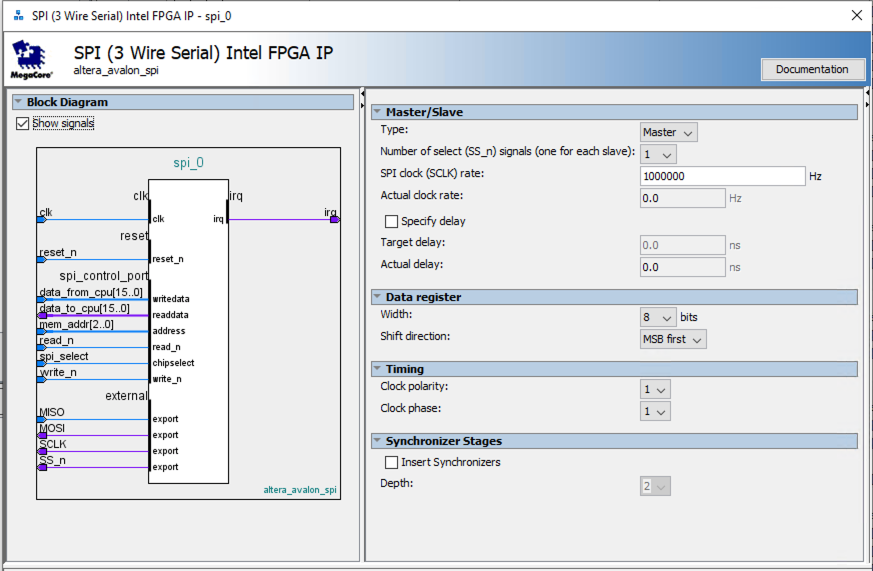 SPI (3 Wire Serial) Intel FPGA IP - spi_0
SPI (3 Wire Serial) Intel FPGA IP
altera_avalon_spi
MegaCore®
Documentation
Block Diagram
Show signals
spi_0
clk
irq
clk
irq
clk
irq
reset
reset_n
reset_n
spi_control_port
data_from_cpu[15..0]
writedata
data_to_cpu[15..0]
readdata
mem_addr[2..0]
address
read_n
read_n
spi_select
chipselect
write_n
write_n
external
MISO
export
MOSI
export
SCLK
export
SS_n
export
altera_avalon_spi
Master/Slave
Type: Master
Number of select (SS_n) signals (one for each slave): 1
SPI clock (SCLK) rate: 1000000 Hz
Actual clock rate: 0.0 Hz
Specify delay
Target delay: 0.0 ns
Actual delay: 0.0 ns
Data register
Width: 8 bits
Shift direction: MSB first
Timing
Clock polarity: 1
Clock phase: 1
Synchronizer Stages
Insert Synchronizers
Depth: 2